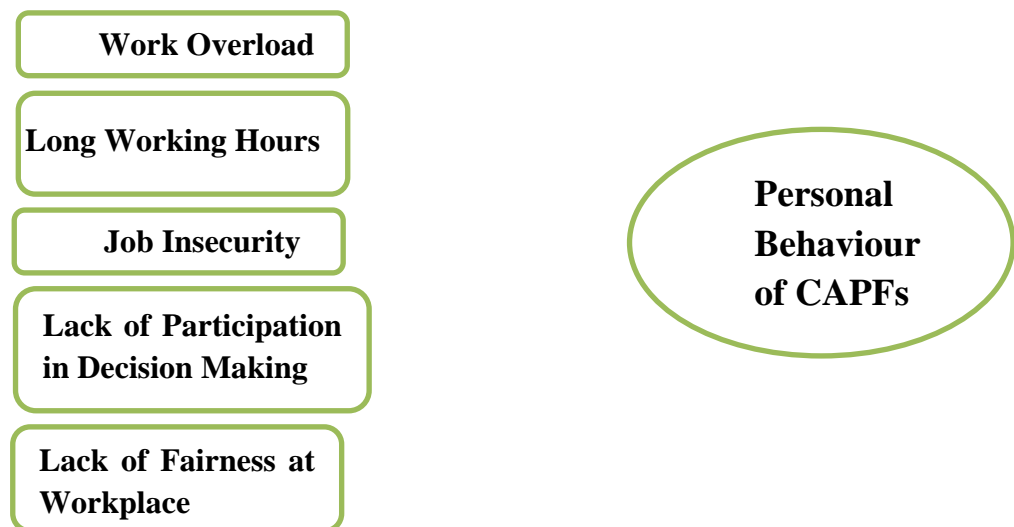 Work Overload
Long Working Hours
Job Insecurity
Lack of Participation
in Decision Making
Lack of Fairness at
Workplace
Personal
Behaviour
of CAPFs